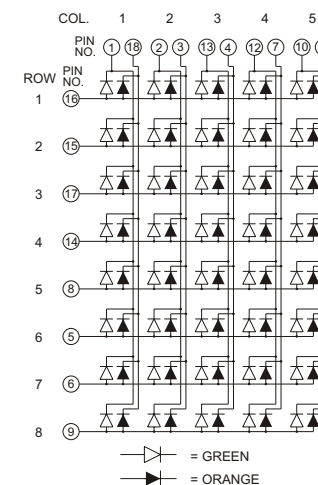 COL. 1 2 3 4 5
PIN NO. 1 18 2 3 13 4 12 7 10
ROW PIN NO.
1 16
2 15
3 17
4 14
5 8
6 5
7 6
8 9
= GREEN
= ORANGE